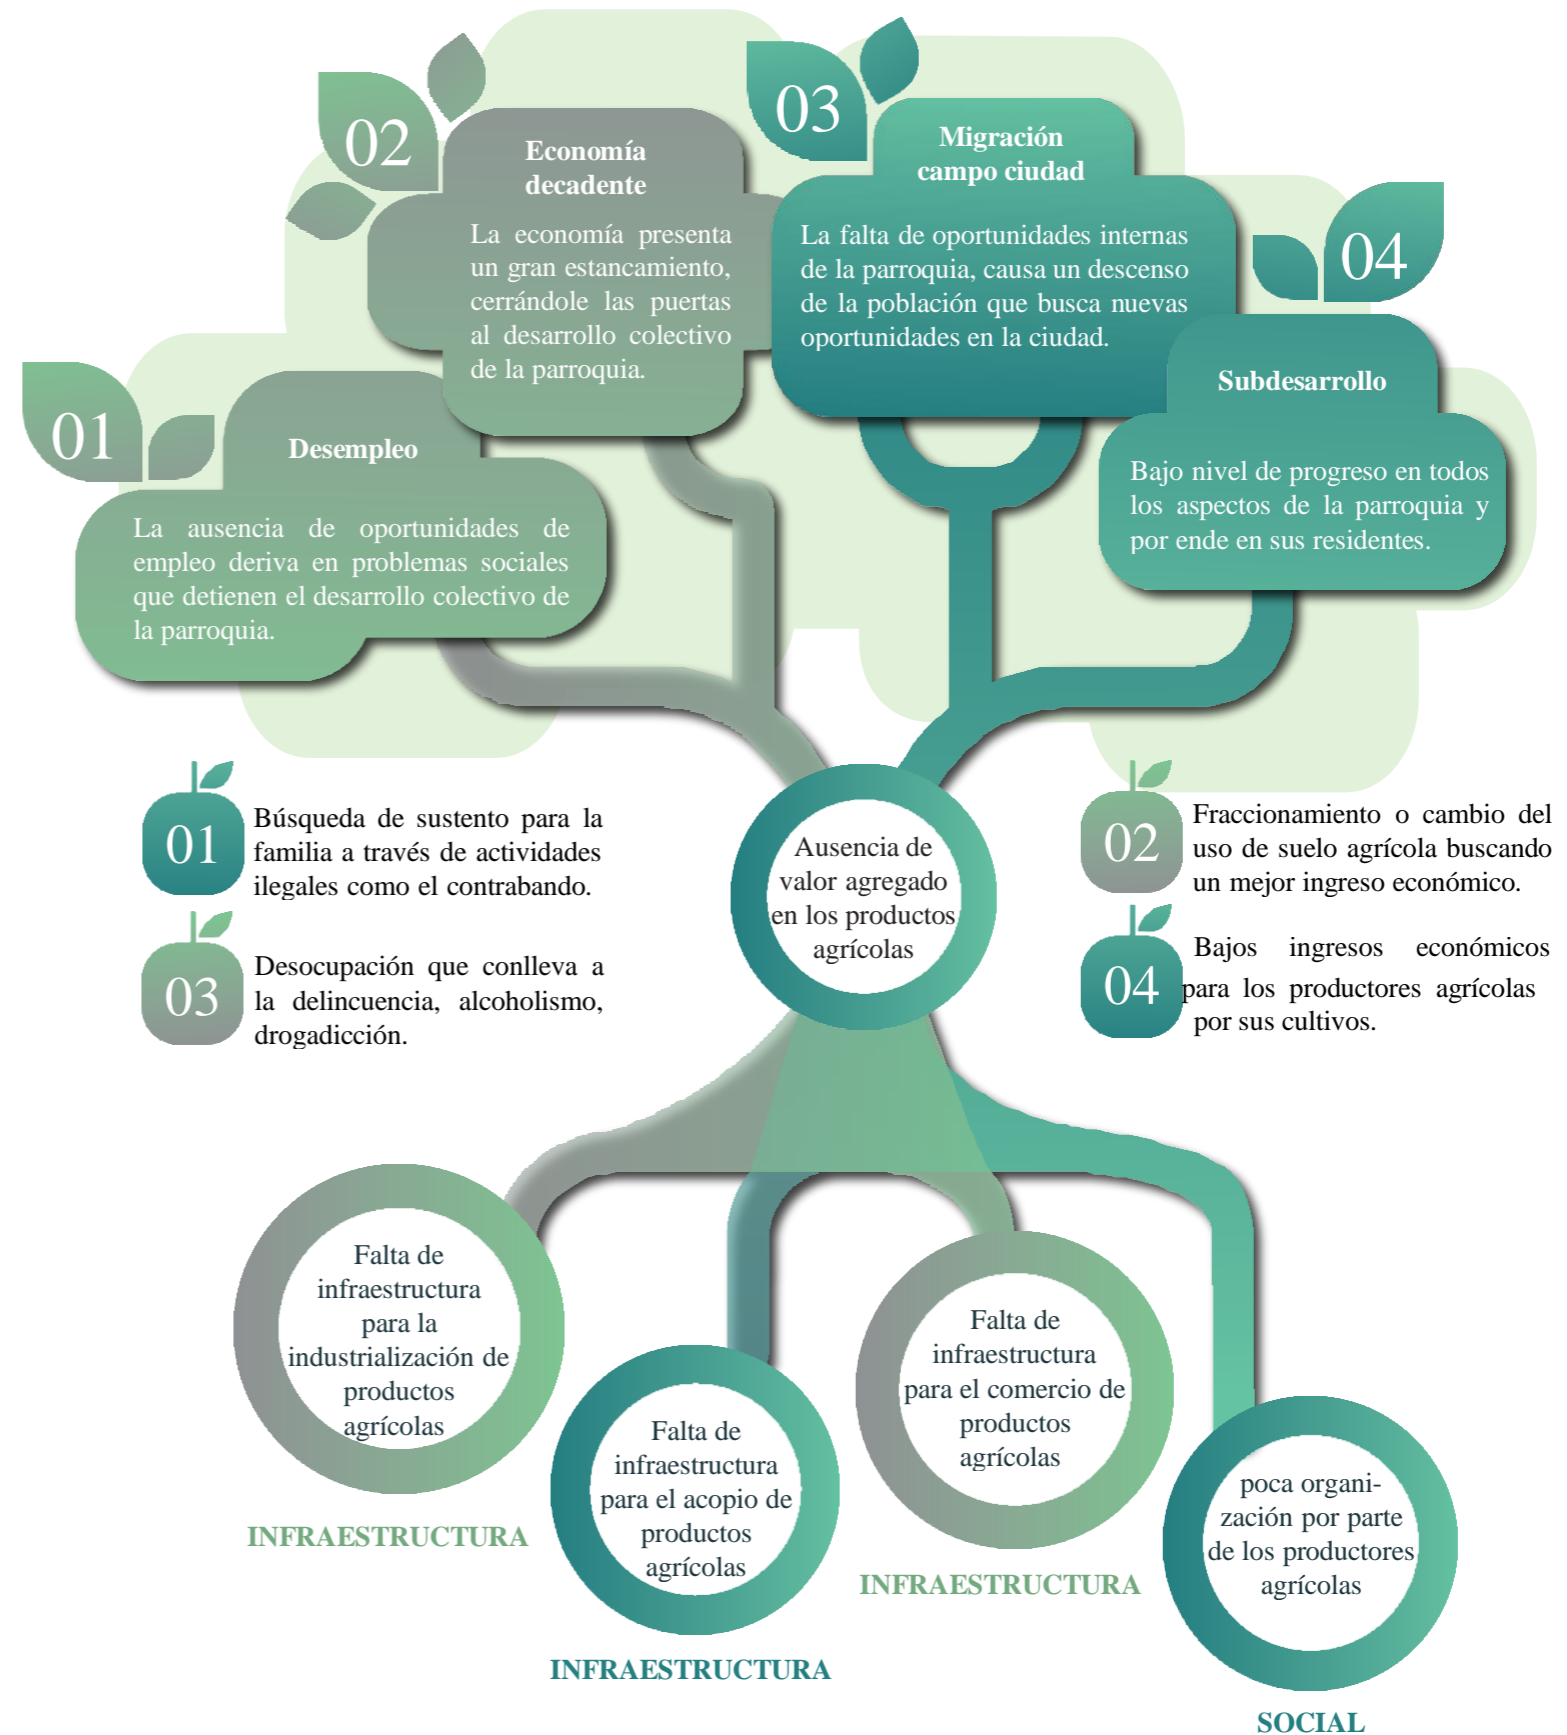 02
Economía
decadente
La economía presenta
un gran estancamiento,
cerrándole las puertas
al desarrollo colectivo
de la parroquia.
03
Migración
campo ciudad
La falta de oportunidades internas
de la parroquia, causa un descenso
de la población que busca nuevas
oportunidades en la ciudad.
04
Subdesarrollo
Bajo nivel de progreso en todos
los aspectos de la parroquia y
por ende en sus residentes.
01
Desempleo
La ausencia de oportunidades de
empleo deriva en problemas sociales
que detienen el desarrollo colectivo de
la parroquia.
01
Búsqueda de sustento para la
familia a través de actividades
ilegales como el contrabando.
03
Desocupación que conlleva a
la delincuencia, alcoholismo,
drogadicción.
Ausencia de
valor agregado
en los productos
agrícolas
02
Fraccionamiento o cambio del
uso de suelo agrícola buscando
un mejor ingreso económico.
04
Bajos ingresos económicos
para los productores agrícolas
por sus cultivos.
Falta de
infraestructura
para la
industrialización de
productos
agrícolas
INFRAESTRUCTURA
Falta de
infraestructura
para el acopio de
productos
agrícolas
INFRAESTRUCTURA
Falta de
infraestructura
para el comercio de
productos
agrícolas
INFRAESTRUCTURA
poca organi-
zación por parte
de los productores
agrícolas
SOCIAL